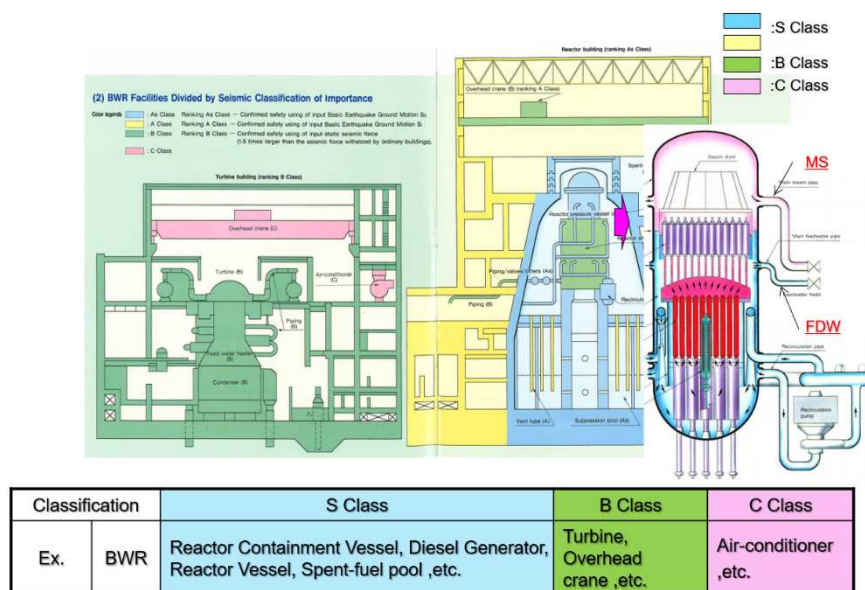 :S Class
:B Class
:C Class
Reactor building (ranking As Class)
Overhead crane (B) (ranking A Class)
(2) BWR Facilities Divided by Seismic Classification of Importance
Color legends
: As Class Ranking As Class – Confirmed safety using of input Basic Earthquake Ground Motion S₂
: A Class Ranking A Class – Confirmed safety using of input Basic Earthquake Ground Motion S₁
: B Class Ranking B Class – Confirmed safety using of input static seismic force
(1.5 times larger than the seismic force withstood by ordinary buildings).
: C Class
Turbine building (ranking B Class)
Overhead crane (C)
Turbine (B)
Air-conditioner
(C)
Piping
(B)
Feed water heater
(B)
Condenser (B)
Reactor pressure vessel
Piping/valves others (As)
Piping (B)
Vent tube (A)
Suppression pool (As)
Steam dryer
MS
Main steam pipe
Main feedwater pipe
FDW
Recirculation pipe
Recirculation
pump
Classification S Class B Class C Class
Ex. BWR Reactor Containment Vessel, Diesel Generator,
Reactor Vessel, Spent-fuel pool ,etc.
Turbine,
Overhead
crane ,etc.
Air-conditioner
,etc.